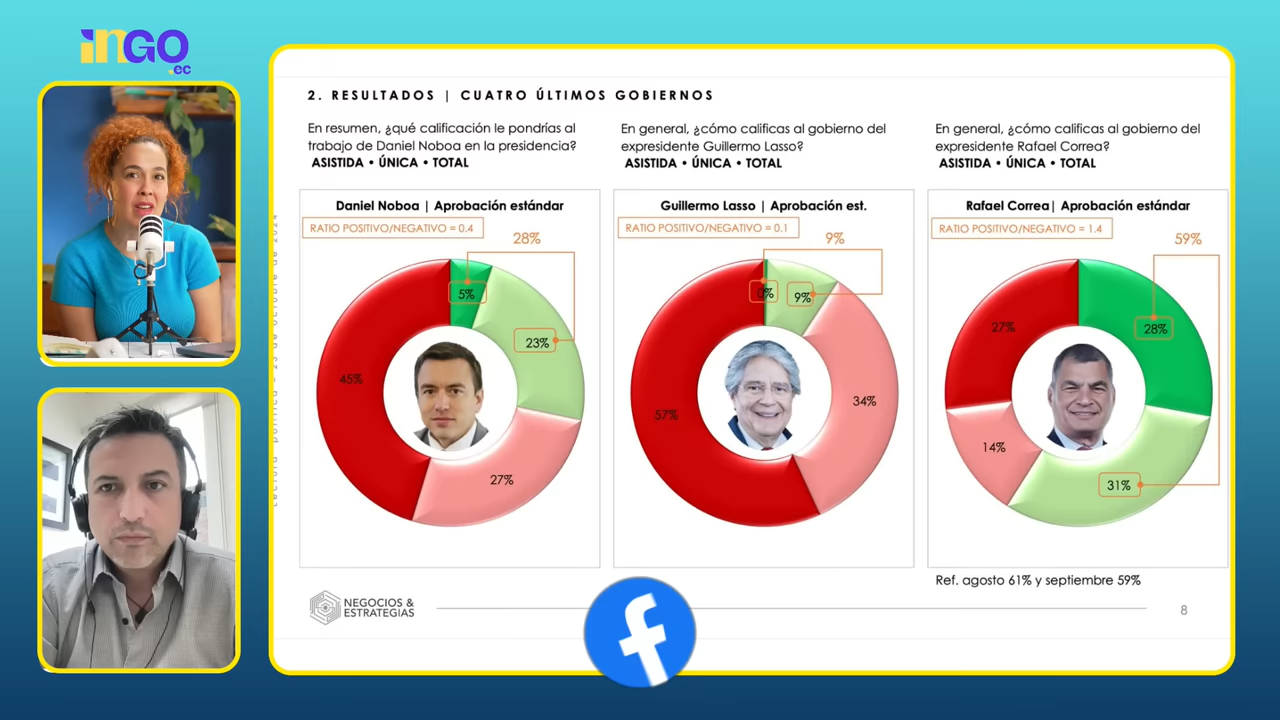 inGO
.ec
2. RESULTADOS | CUATRO ÚLTIMOS GOBIERNOS
En resumen, ¿qué calificación le pondrías al
trabajo de Daniel Noboa en la presidencia?
ASISTIDA • ÚNICA • TOTAL
Daniel Noboa | Aprobación estándar
RATIO POSITIVO/NEGATIVO = 0.4
28%
5%
23%
45%
27%
En general, ¿cómo calificas al gobierno del
expresidente Guillermo Lasso?
ASISTIDA • ÚNICA • TOTAL
Guillermo Lasso | Aprobación est.
RATIO POSITIVO/NEGATIVO = 0.1
9%
0%
9%
34%
57%
En general, ¿cómo calificas al gobierno del
expresidente Rafael Correa?
ASISTIDA • ÚNICA • TOTAL
Rafael Correa| Aprobación estándar
RATIO POSITIVO/NEGATIVO = 1.4
59%
27%
28%
14%
31%
Ref. agosto 61% y septiembre 59%
NEGOCIOS &
ESTRATEGIAS
8